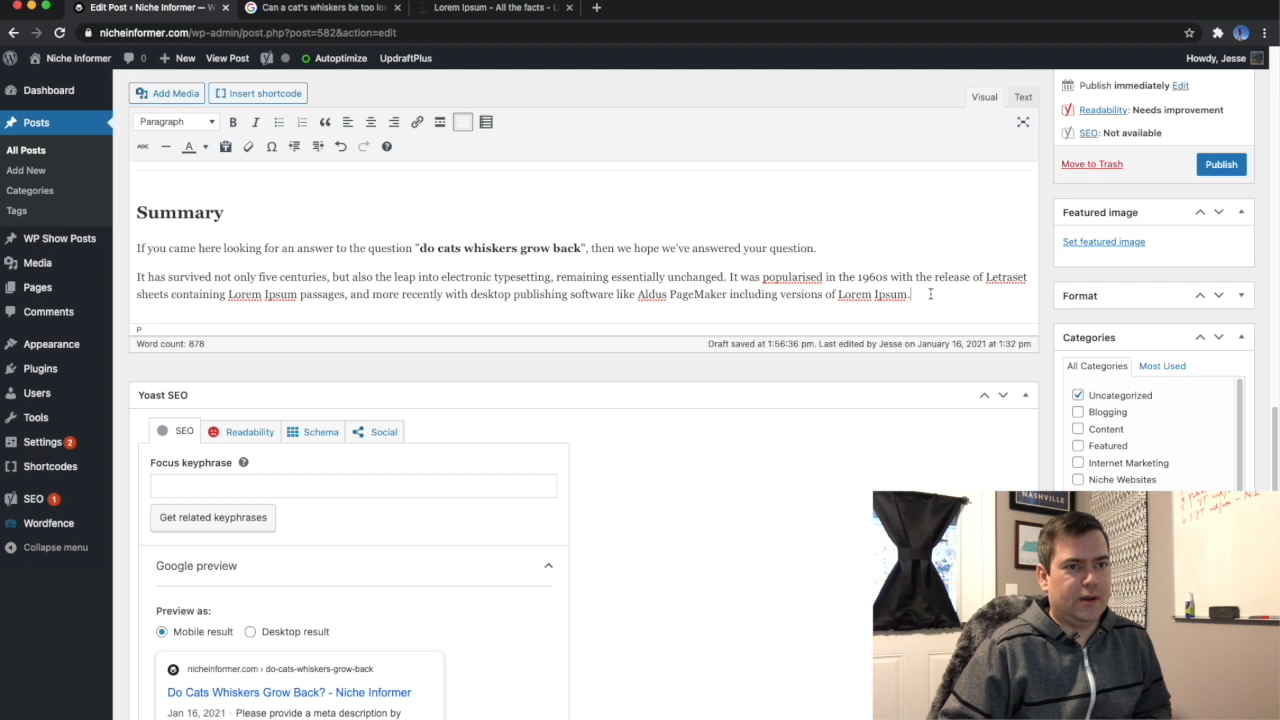 Edit Post ‹ Niche Informer — W
Can a cat's whiskers be too lon
Lorem Ipsum - All the facts - L
nicheinformer.com/wp-admin/post.php?post=582&action=edit
Niche Informer
0
New
View Post
Autoptimize
UpdraftPlus
Howdy, Jesse
Dashboard
Posts
All Posts
Add New
Categories
Tags
WP Show Posts
Media
Pages
Comments
Appearance
Plugins
Users
Tools
Settings 2
Shortcodes
SEO 1
Wordfence
Collapse menu
Add Media
Insert shortcode
Visual
Text
Paragraph
Summary
If you came here looking for an answer to the question "do cats whiskers grow back", then we hope we've answered your question.
It has survived not only five centuries, but also the leap into electronic typesetting, remaining essentially unchanged. It was popularised in the 1960s with the release of Letraset
sheets containing Lorem Ipsum passages, and more recently with desktop publishing software like Aldus PageMaker including versions of Lorem Ipsum.
P
Word count: 878
Draft saved at 1:56:36 pm. Last edited by Jesse on January 16, 2021 at 1:32 pm
Yoast SEO
SEO
Readability
Schema
Social
Focus keyphrase
Get related keyphrases
Google preview
Preview as:
Mobile result
Desktop result
nicheinformer.com › do-cats-whiskers-grow-back
Do Cats Whiskers Grow Back? - Niche Informer
Jan 16, 2021 · Please provide a meta description by
Publish immediately Edit
Readability: Needs improvement
SEO: Not available
Move to Trash
Publish
Featured image
Set featured image
Format
Categories
All Categories
Most Used
Uncategorized
Blogging
Content
Featured
Internet Marketing
Niche Websites
NASHVILLE